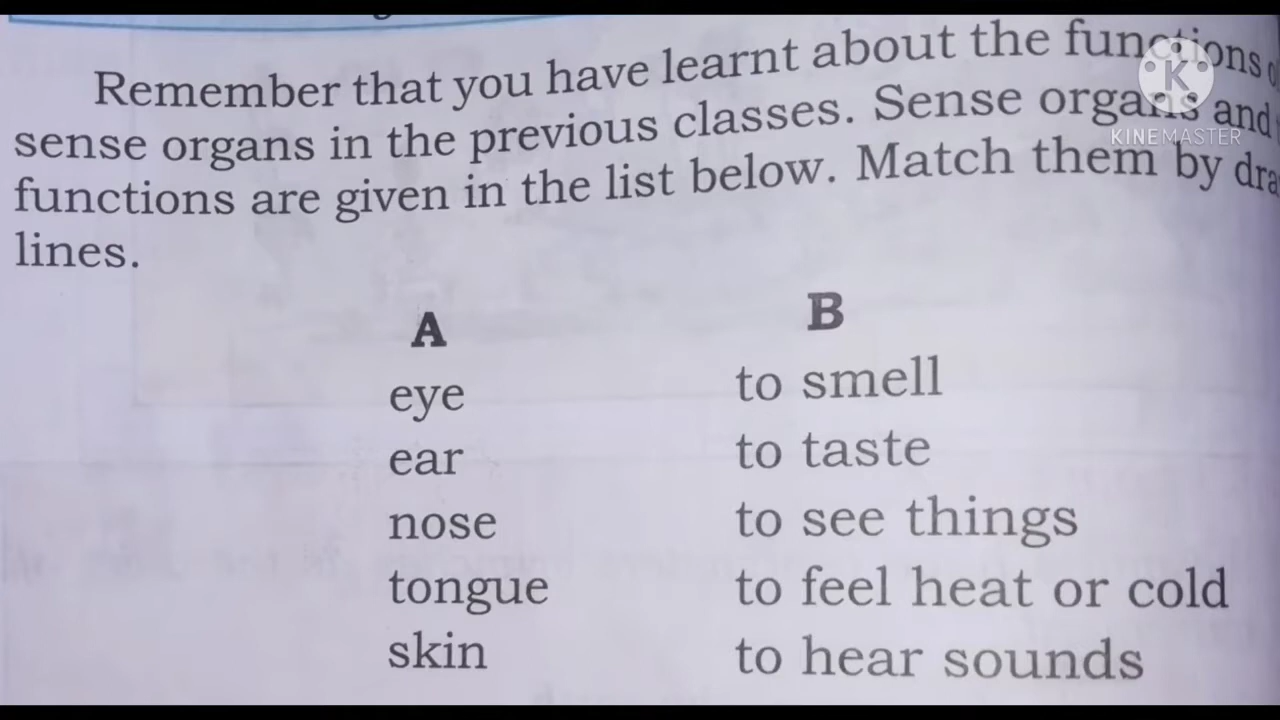 Remember that you have learnt about the functions
sense organs in the previous classes. Sense organs and
functions are given in the list below. Match them by
lines.
A B
eye to smell
ear to taste
nose to see things
tongue to feel heat or cold
skin to hear sounds
K
KINEMASTER